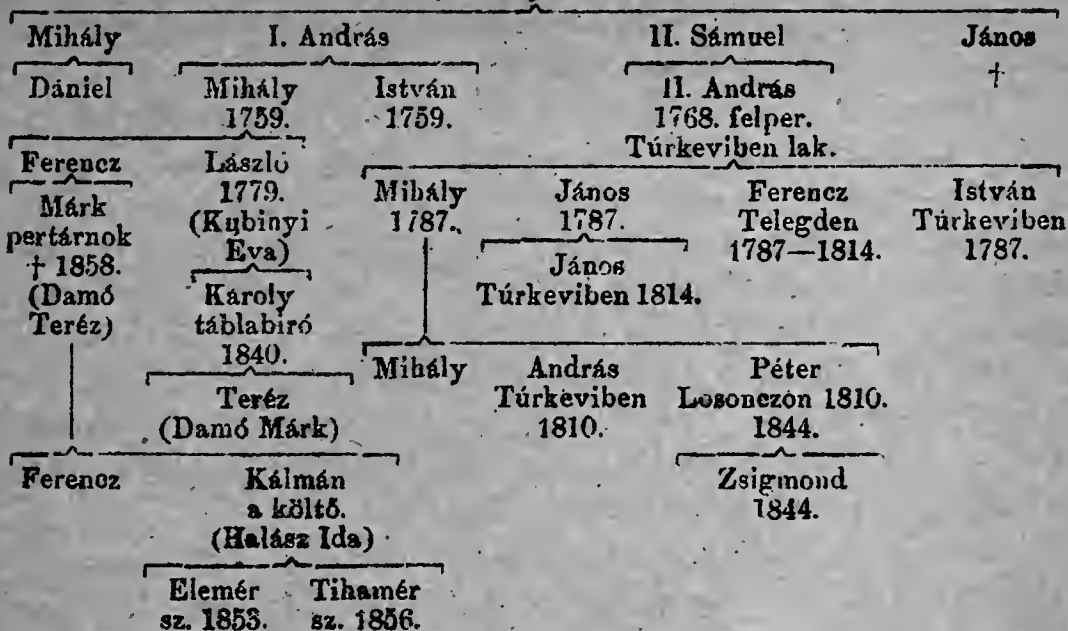 Mihály I. András II. Sámuel János
Dániel Mihály István II. András †
1759. 1759. 1768. felper.
Túrkeviben lak.
Ferencz László
Márk 1779. Mihály János Ferencz István
pertárnok (Kubinyi 1787. 1787. Telegden Túrkeviben
† 1858. Eva) 1787—1814. 1787.
(Damó Károly János
Teréz) táblabiró Túrkeviben 1814.
1840.
Teréz Mihály András Péter
(Damó Márk) Túrkeviben Losonczón 1810.
1810. 1844.
Ferencz Kálmán Zsigmond
a költő. 1844.
(Halász Ida)
Elemér Tihamér
sz. 1853. sz. 1856.